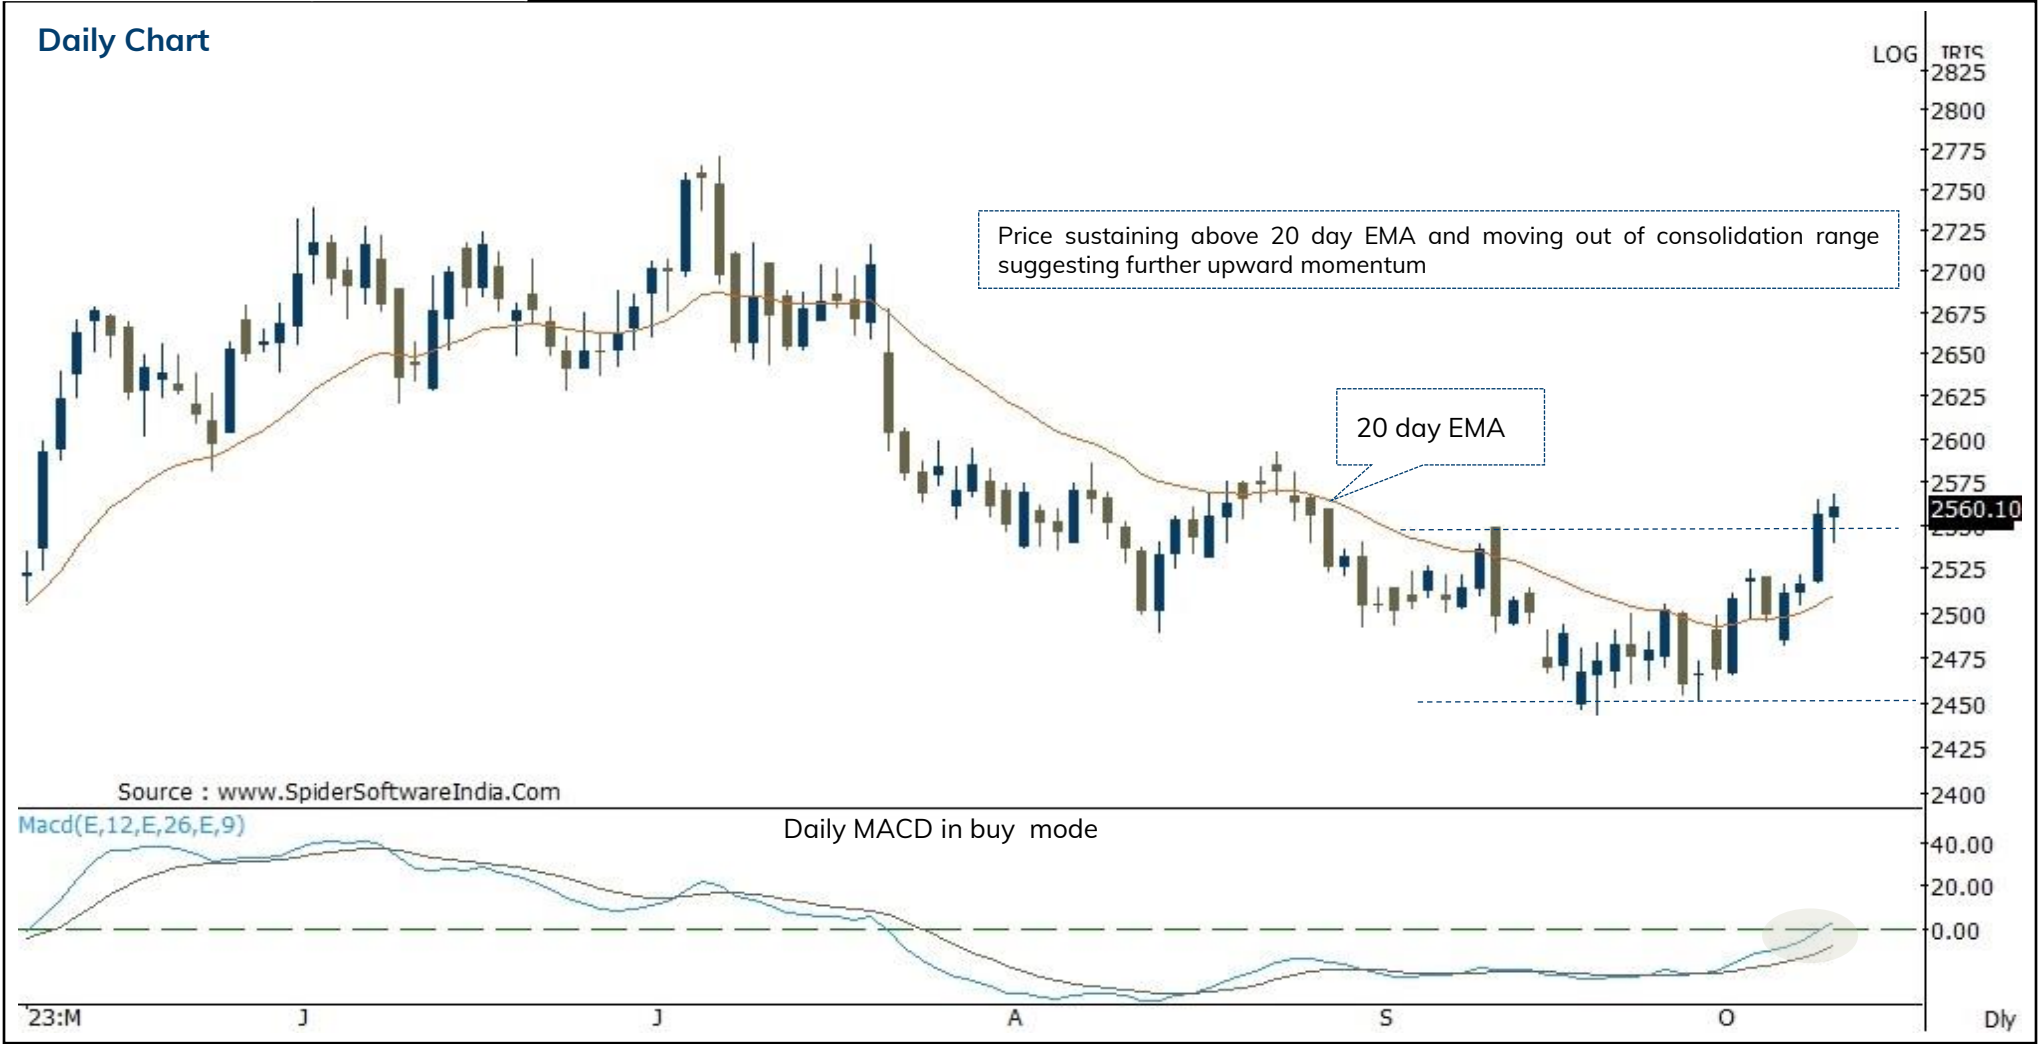 Daily Chart
LOG
IRIS
2825
2800
2775
2750
2725
2700
2675
2650
2625
2600
2575
2560.10
2525
2500
2475
2450
2425
2400
Price sustaining above 20 day EMA and moving out of consolidation range
suggesting further upward momentum
20 day EMA
Source : www.SpiderSoftwareIndia.Com
Macd(E,12,E,26,E,9)
Daily MACD in buy mode
40.00
20.00
0.00
23:M J J A S O Dly